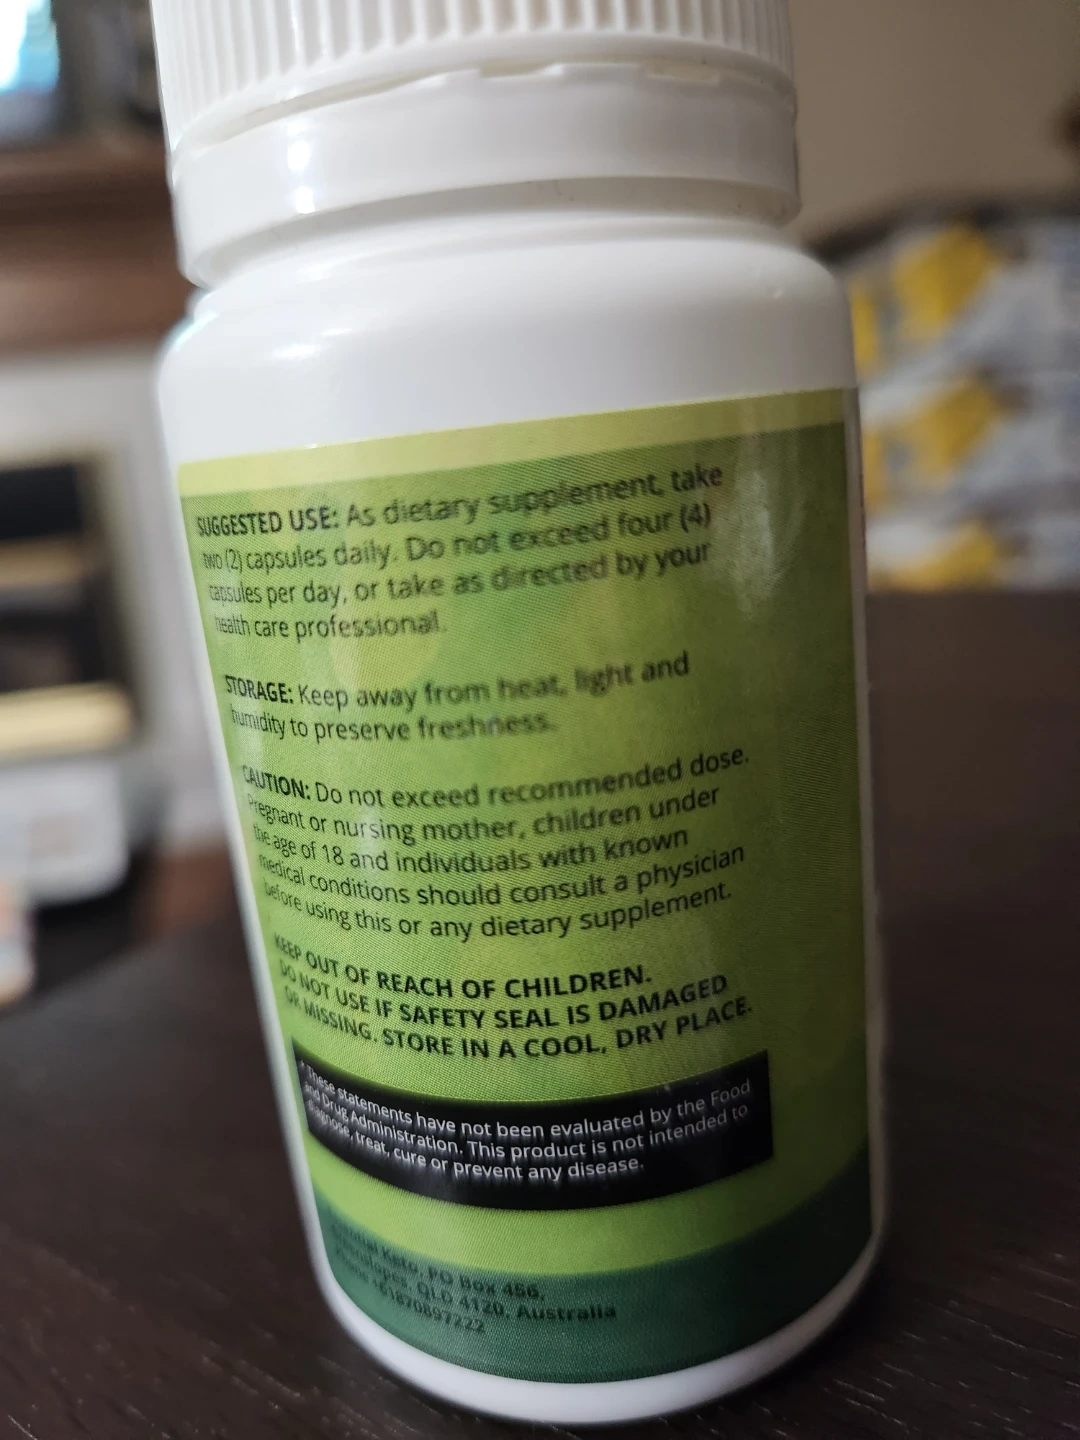 SUGGESTED USE: As dietary supplement, take
two (2) capsules daily. Do not exceed four (4)
capsules per day, or take as directed by your
health care professional.
STORAGE: Keep away from heat, light and
humidity to preserve freshness.
CAUTION: Do not exceed recommended dose.
Pregnant or nursing mother, children under
the age of 18 and individuals with known
medical conditions should consult a physician
before using this or any dietary supplement.
KEEP OUT OF REACH OF CHILDREN.
DO NOT USE IF SAFETY SEAL IS DAMAGED
OR MISSING. STORE IN A COOL, DRY PLACE.
* These statements have not been evaluated by the Food
and Drug Administration. This product is not intended to
diagnose, treat, cure or prevent any disease.
Keto, PO Box 456,
QLD 4120, Australia